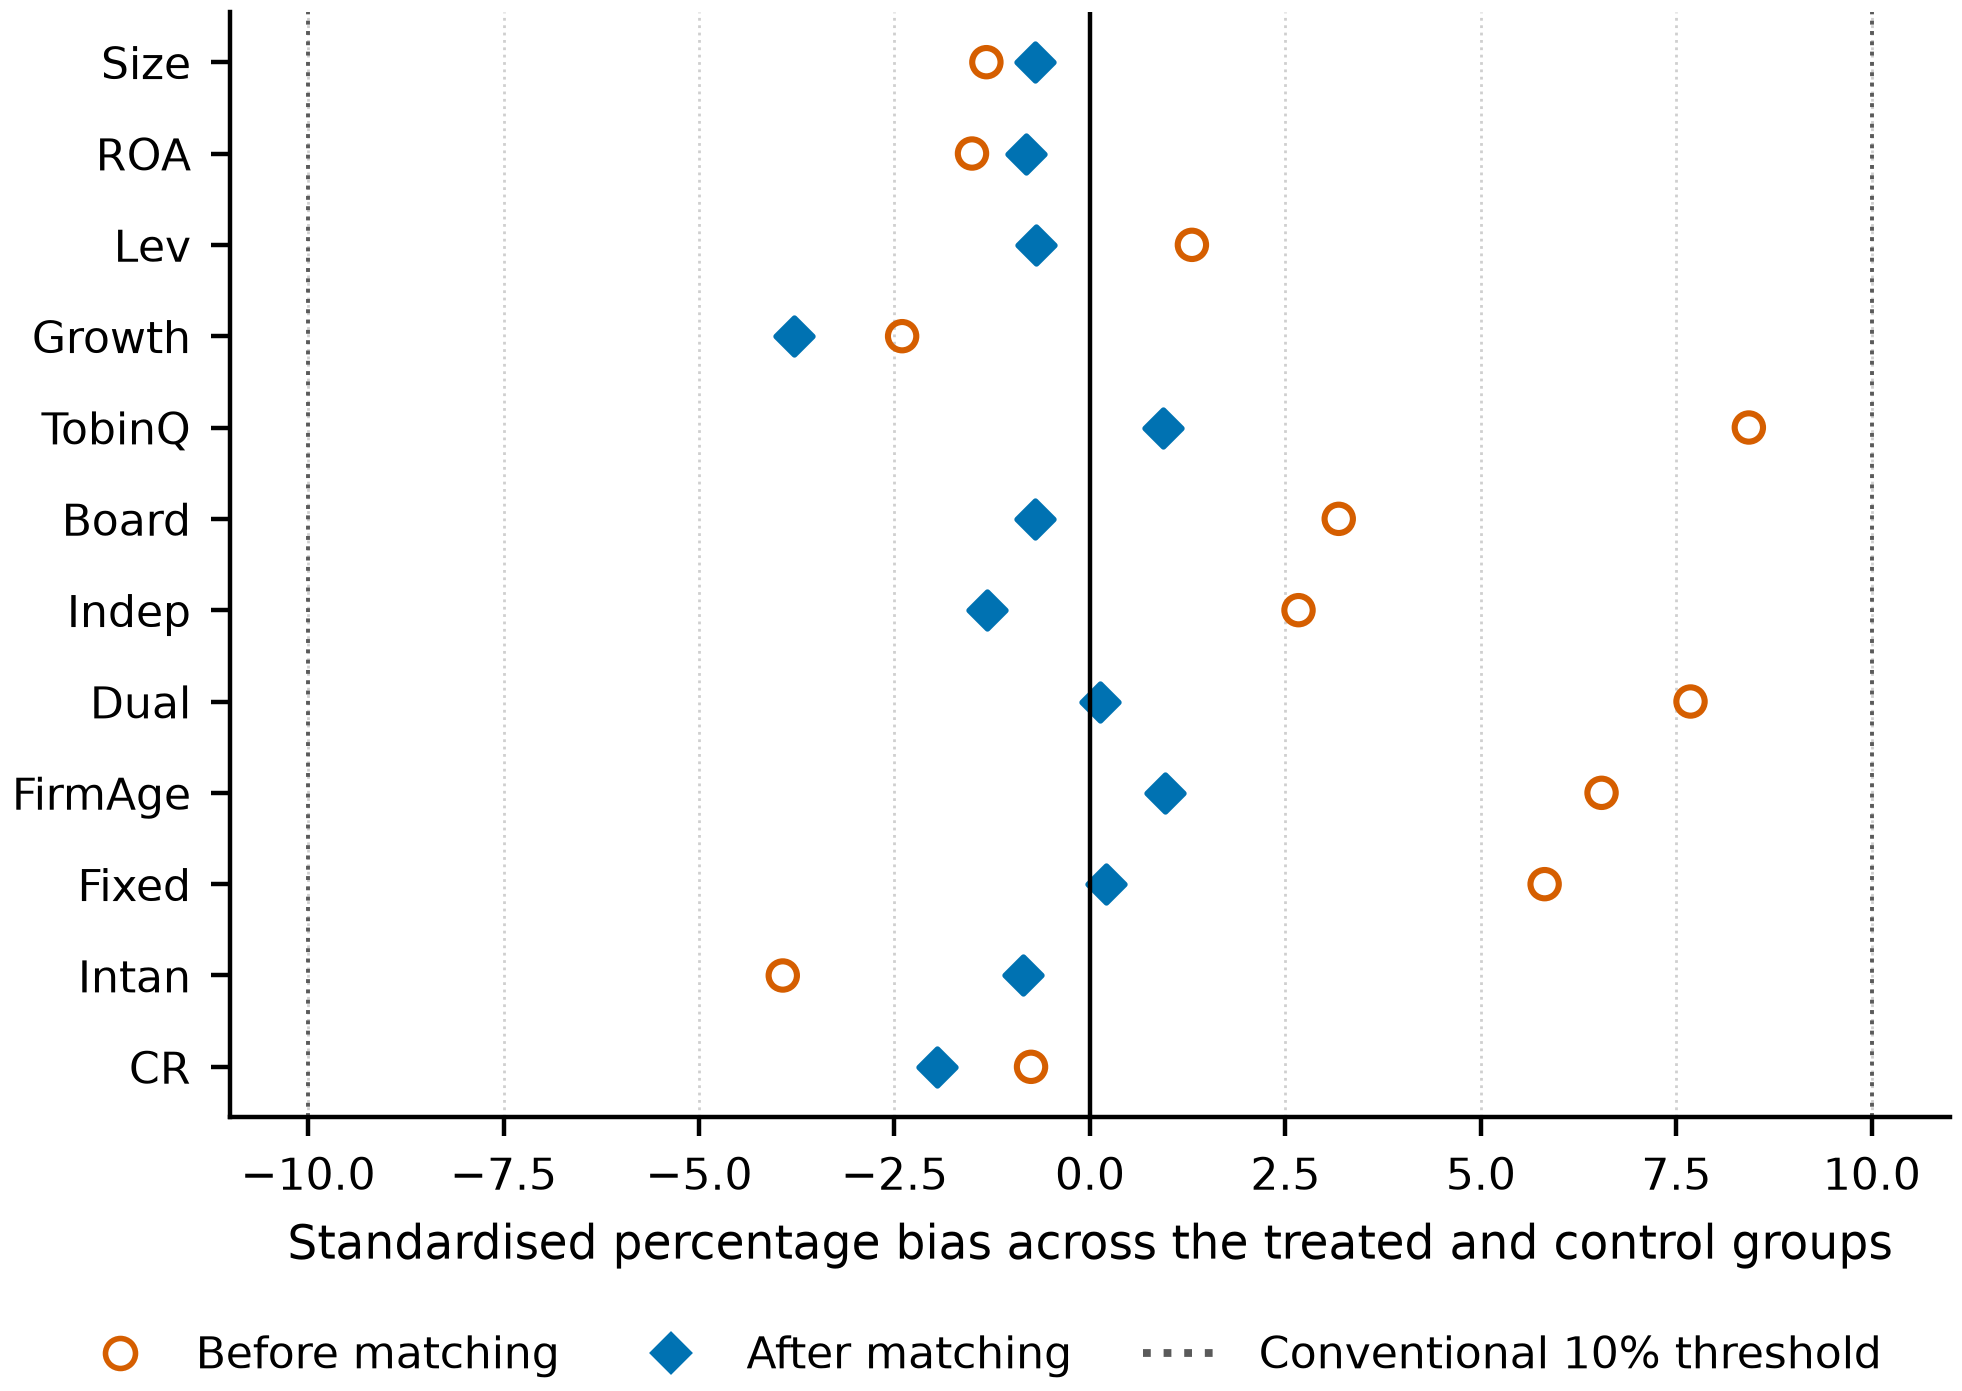 Size
ROA
Lev
Growth
TobinQ
Board
Indep
Dual
FirmAge
Fixed
Intan
CR
−10.0 −7.5 −5.0 −2.5 0.0 2.5 5.0 7.5 10.0
Standardised percentage bias across the treated and control groups
Before matching After matching Conventional 10% threshold